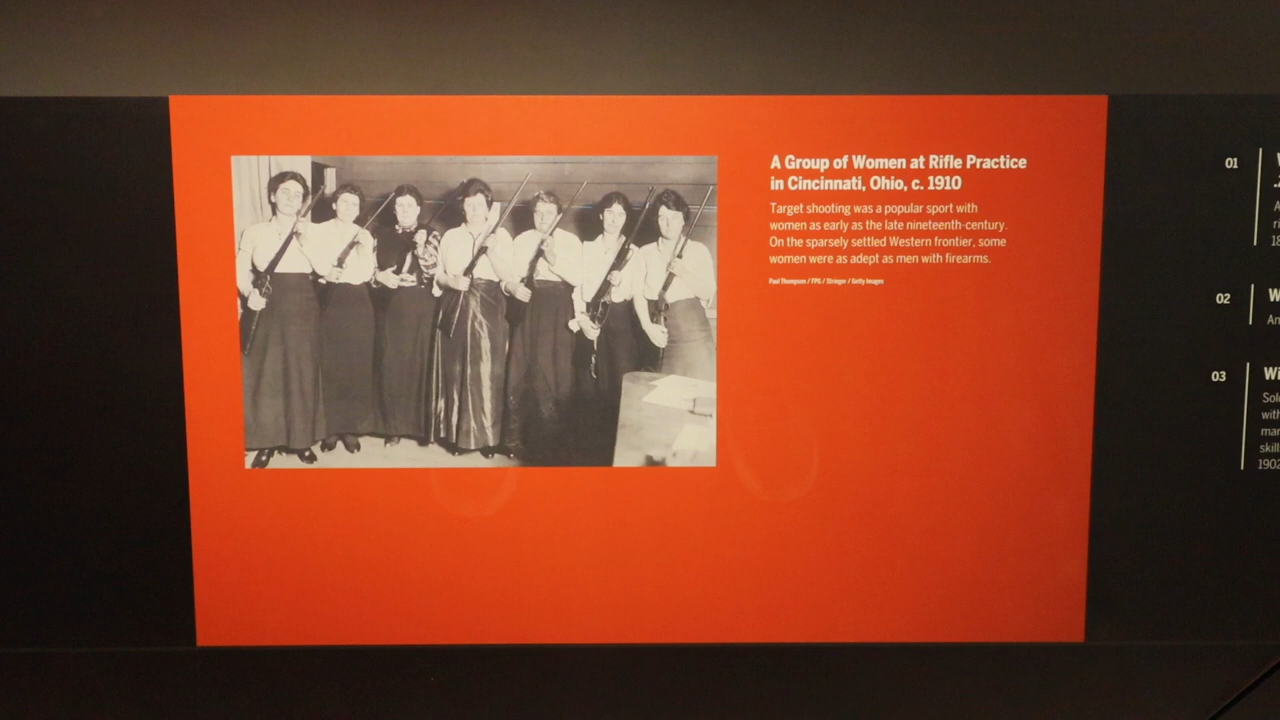 A Group of Women at Rifle Practice
in Cincinnati, Ohio, c. 1910
Target shooting was a popular sport with
women as early as the late nineteenth-century.
On the sparsely settled Western frontier, some
women were as adept as men with firearms.
Paul Thompson / FPG / Stringer / Getty Images
01
02
03
with
1902